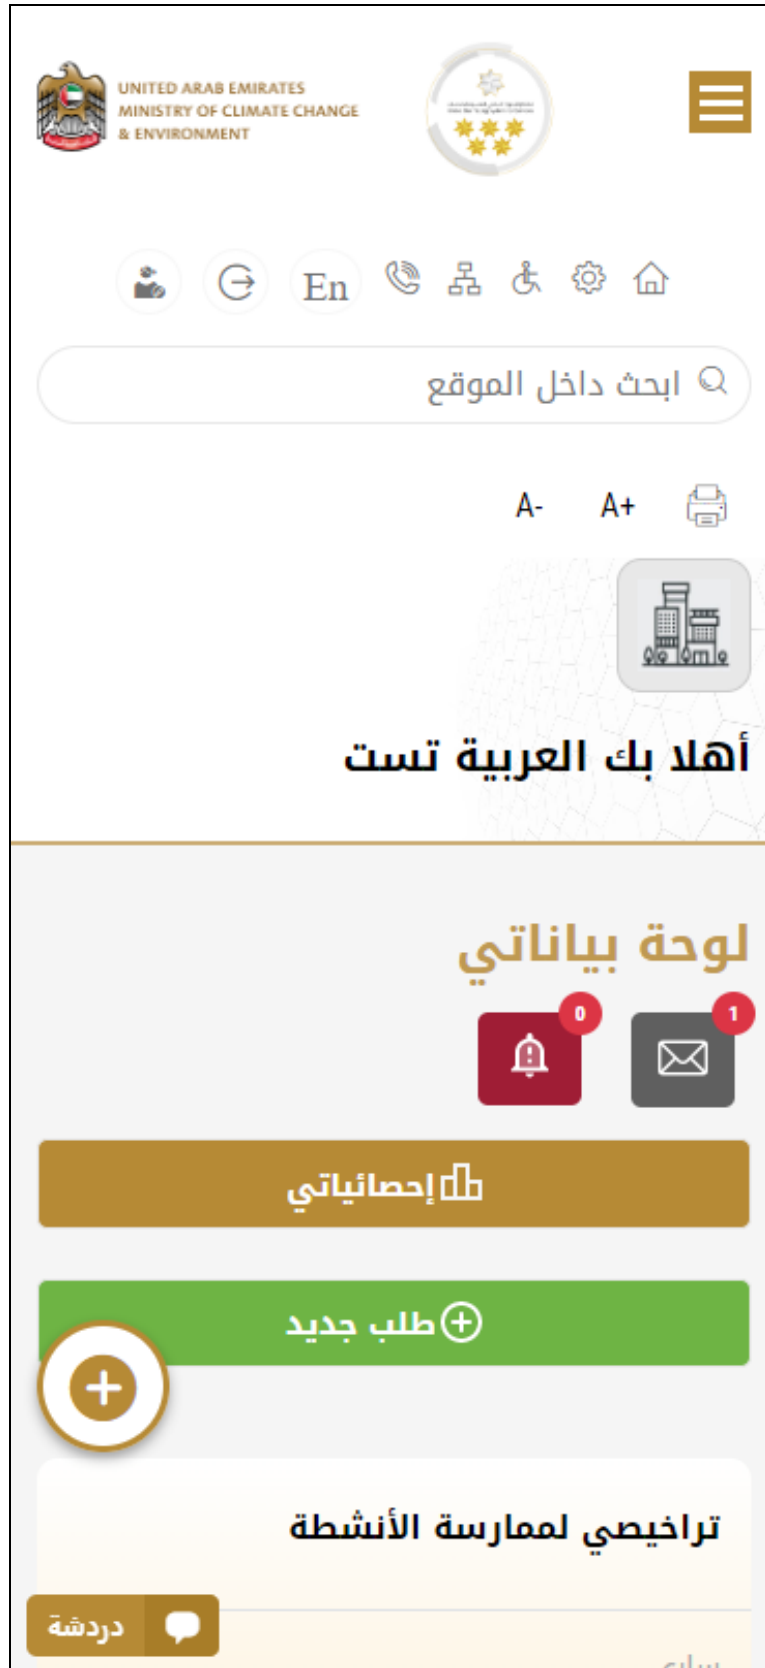 UNITED ARAB EMIRATES
MINISTRY OF CLIMATE CHANGE
& ENVIRONMENT
En
ابحث داخل الموقع
A+ A-
أهلا بك العربية تست
لوحة بياناتي
1
0
إحصائياتي
طلب جديد
تراخيصي لممارسة الأنشطة
دردشة